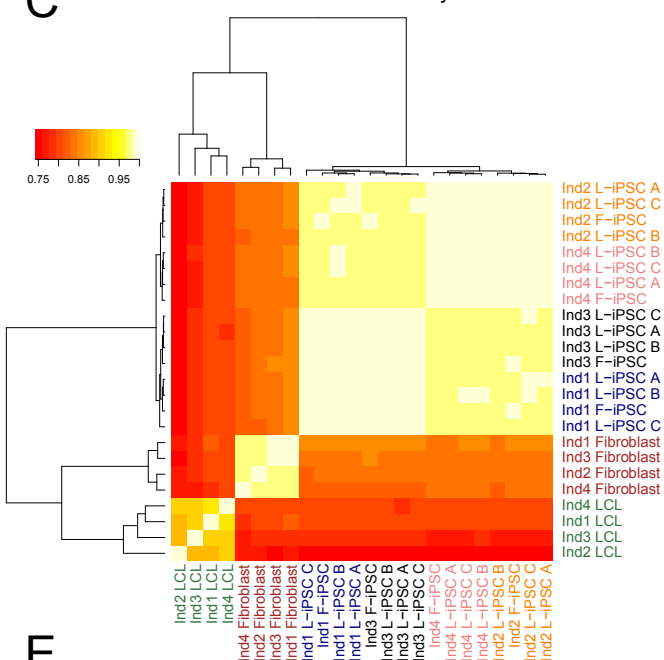 C
0.75 0.85 0.95
Ind2 L−iPSC A
Ind2 L−iPSC C
Ind2 F−iPSC
Ind2 L−iPSC B
Ind4 L−iPSC B
Ind4 L−iPSC C
Ind4 L−iPSC A
Ind4 F−iPSC
Ind3 L−iPSC C
Ind3 L−iPSC A
Ind3 L−iPSC B
Ind3 F−iPSC
Ind1 L−iPSC A
Ind1 L−iPSC B
Ind1 F−iPSC
Ind1 L−iPSC C
Ind1 Fibroblast
Ind3 Fibroblast
Ind2 Fibroblast
Ind4 Fibroblast
Ind4 LCL
Ind1 LCL
Ind3 LCL
Ind2 LCL
Ind2 LCL
Ind3 LCL
Ind1 LCL
Ind4 LCL
Ind4 Fibroblast
Ind2 Fibroblast
Ind3 Fibroblast
Ind1 Fibroblast
Ind1 L−iPSC C
Ind1 F−iPSC
Ind1 L−iPSC B
Ind1 L−iPSC A
Ind3 F−iPSC
Ind3 L−iPSC B
Ind3 L−iPSC A
Ind3 L−iPSC C
Ind4 F−iPSC
Ind4 L−iPSC A
Ind4 L−iPSC C
Ind4 L−iPSC B
Ind2 L−iPSC B
Ind2 F−iPSC
Ind2 L−iPSC C
Ind2 L−iPSC A